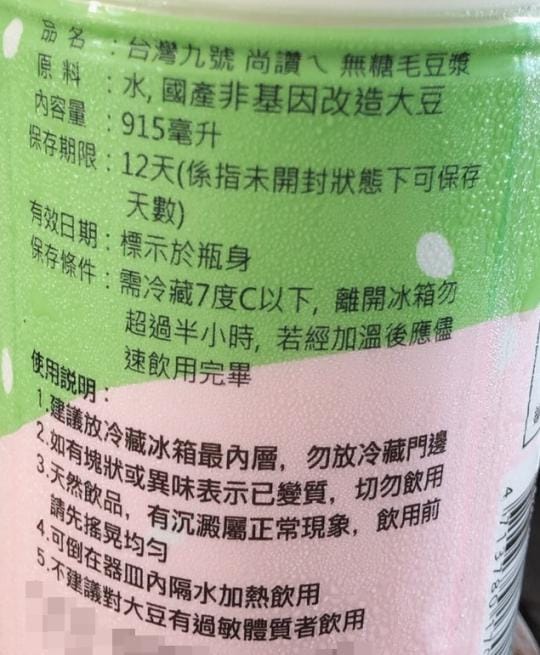 品名：台灣九號 尚讚ㄟ 無糖毛豆漿
原料：水, 國產非基因改造大豆
內容量：915毫升
保存期限：12天(係指未開封狀態下可保存
天數)
有效日期：標示於瓶身
保存條件：需冷藏7度C以下, 離開冰箱勿
超過半小時, 若經加溫後應儘
速飲用完畢
使用說明：
1.建議放冷藏冰箱最內層，勿放冷藏門邊
2.如有塊狀或異味表示已變質，切勿飲用
3.天然飲品，有沉澱屬正常現象，飲用前
請先搖晃均勻
4.可倒在器皿內隔水加熱飲用
5.不建議對大豆有過敏體質者飲用